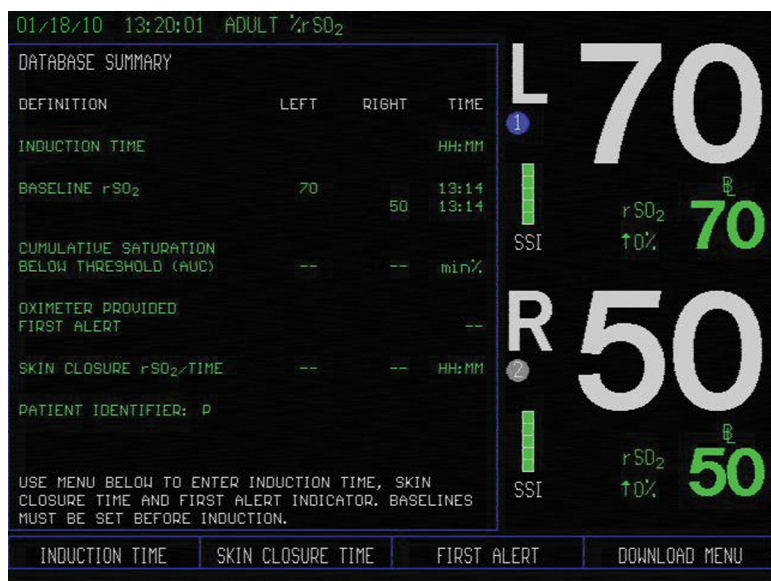 01/18/10 13:20:01 ADULT %rSO2
DATABASE SUMMARY
DEFINITION LEFT RIGHT TIME
INDUCTION TIME HH:MM
BASELINE rSO2 70 13:14
50 13:14
CUMULATIVE SATURATION
BELOW THRESHOLD (AUC) -- -- min%
OXIMETER PROVIDED
FIRST ALERT --
SKIN CLOSURE rSO2/TIME -- -- HH:MM
PATIENT IDENTIFIER: P
USE MENU BELOW TO ENTER INDUCTION TIME, SKIN
CLOSURE TIME AND FIRST ALERT INDICATOR. BASELINES
MUST BE SET BEFORE INDUCTION.
L 70
1
BL
rSO2 70
SSI ↑0%
R 50
2
BL
rSO2 50
SSI ↑0%
INDUCTION TIME SKIN CLOSURE TIME FIRST ALERT DOWNLOAD MENU